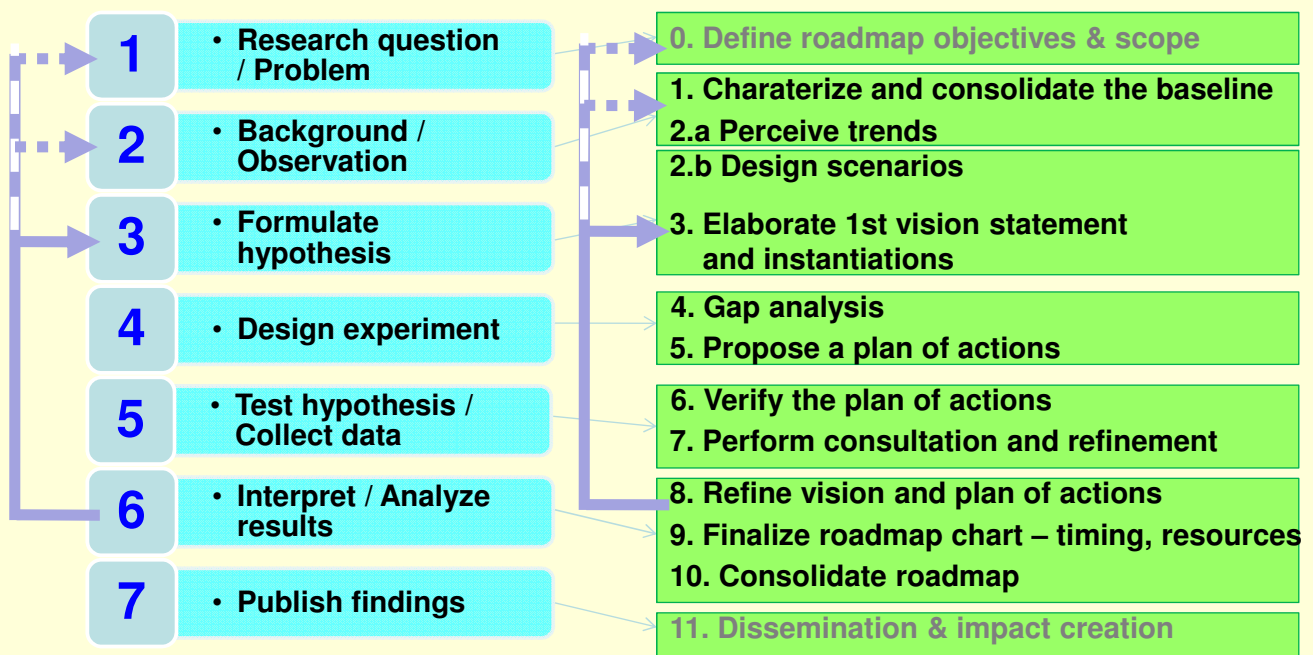 1
• Research question
/ Problem
2
• Background /
Observation
3
• Formulate
hypothesis
4
• Design experiment
5
• Test hypothesis /
Collect data
6
• Interpret / Analyze
results
7
• Publish findings
0. Define roadmap objectives & scope
1. Charaterize and consolidate the baseline
2.a Perceive trends
2.b Design scenarios
3. Elaborate 1st vision statement
and instantiations
4. Gap analysis
5. Propose a plan of actions
6. Verify the plan of actions
7. Perform consultation and refinement
8. Refine vision and plan of actions
9. Finalize roadmap chart – timing, resources
10. Consolidate roadmap
11. Dissemination & impact creation